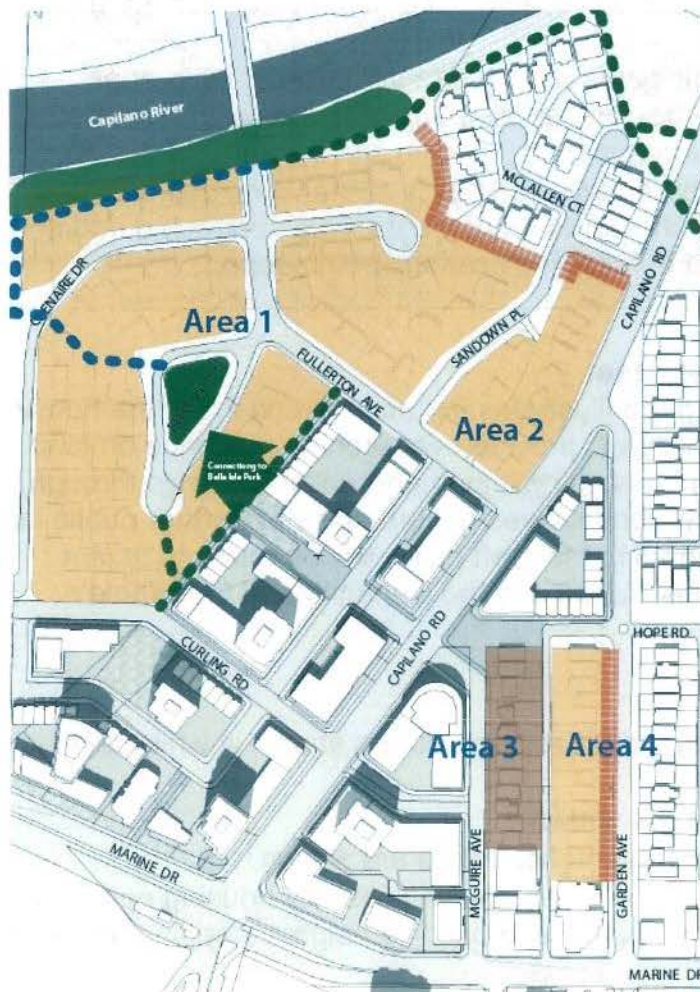 Capilano River
MCLALLEN CT
CAPILANO RD
GLENAIRE DR
Area 1
SANDOWN PL
FULLERTON AVE
Area 2
Connections to
Belle Isle Park
HOPE RD.
CURLING RD
CAPILANO RD
Area 3
Area 4
MARINE DR
MCGUIRE AVE
GARDEN AVE
MARINE DR